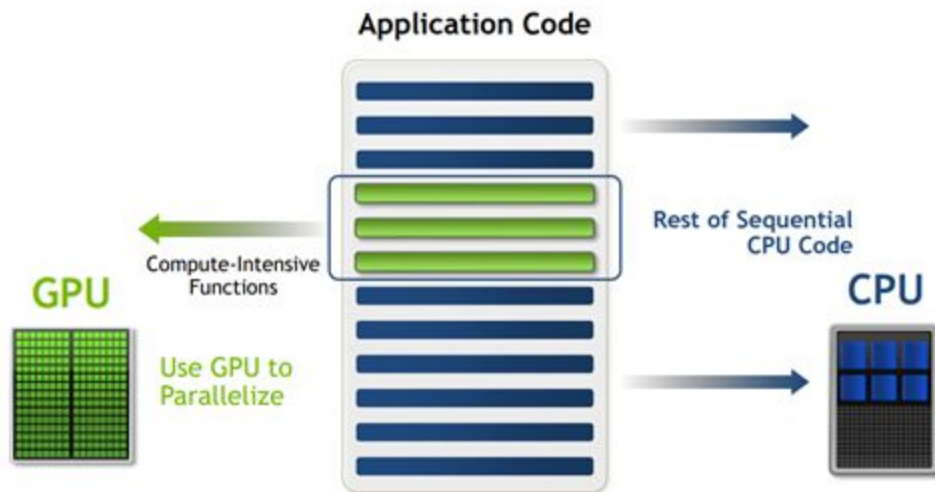 Application Code
Rest of Sequential
CPU Code
Compute-Intensive
Functions
GPU
CPU
Use GPU to
Parallelize